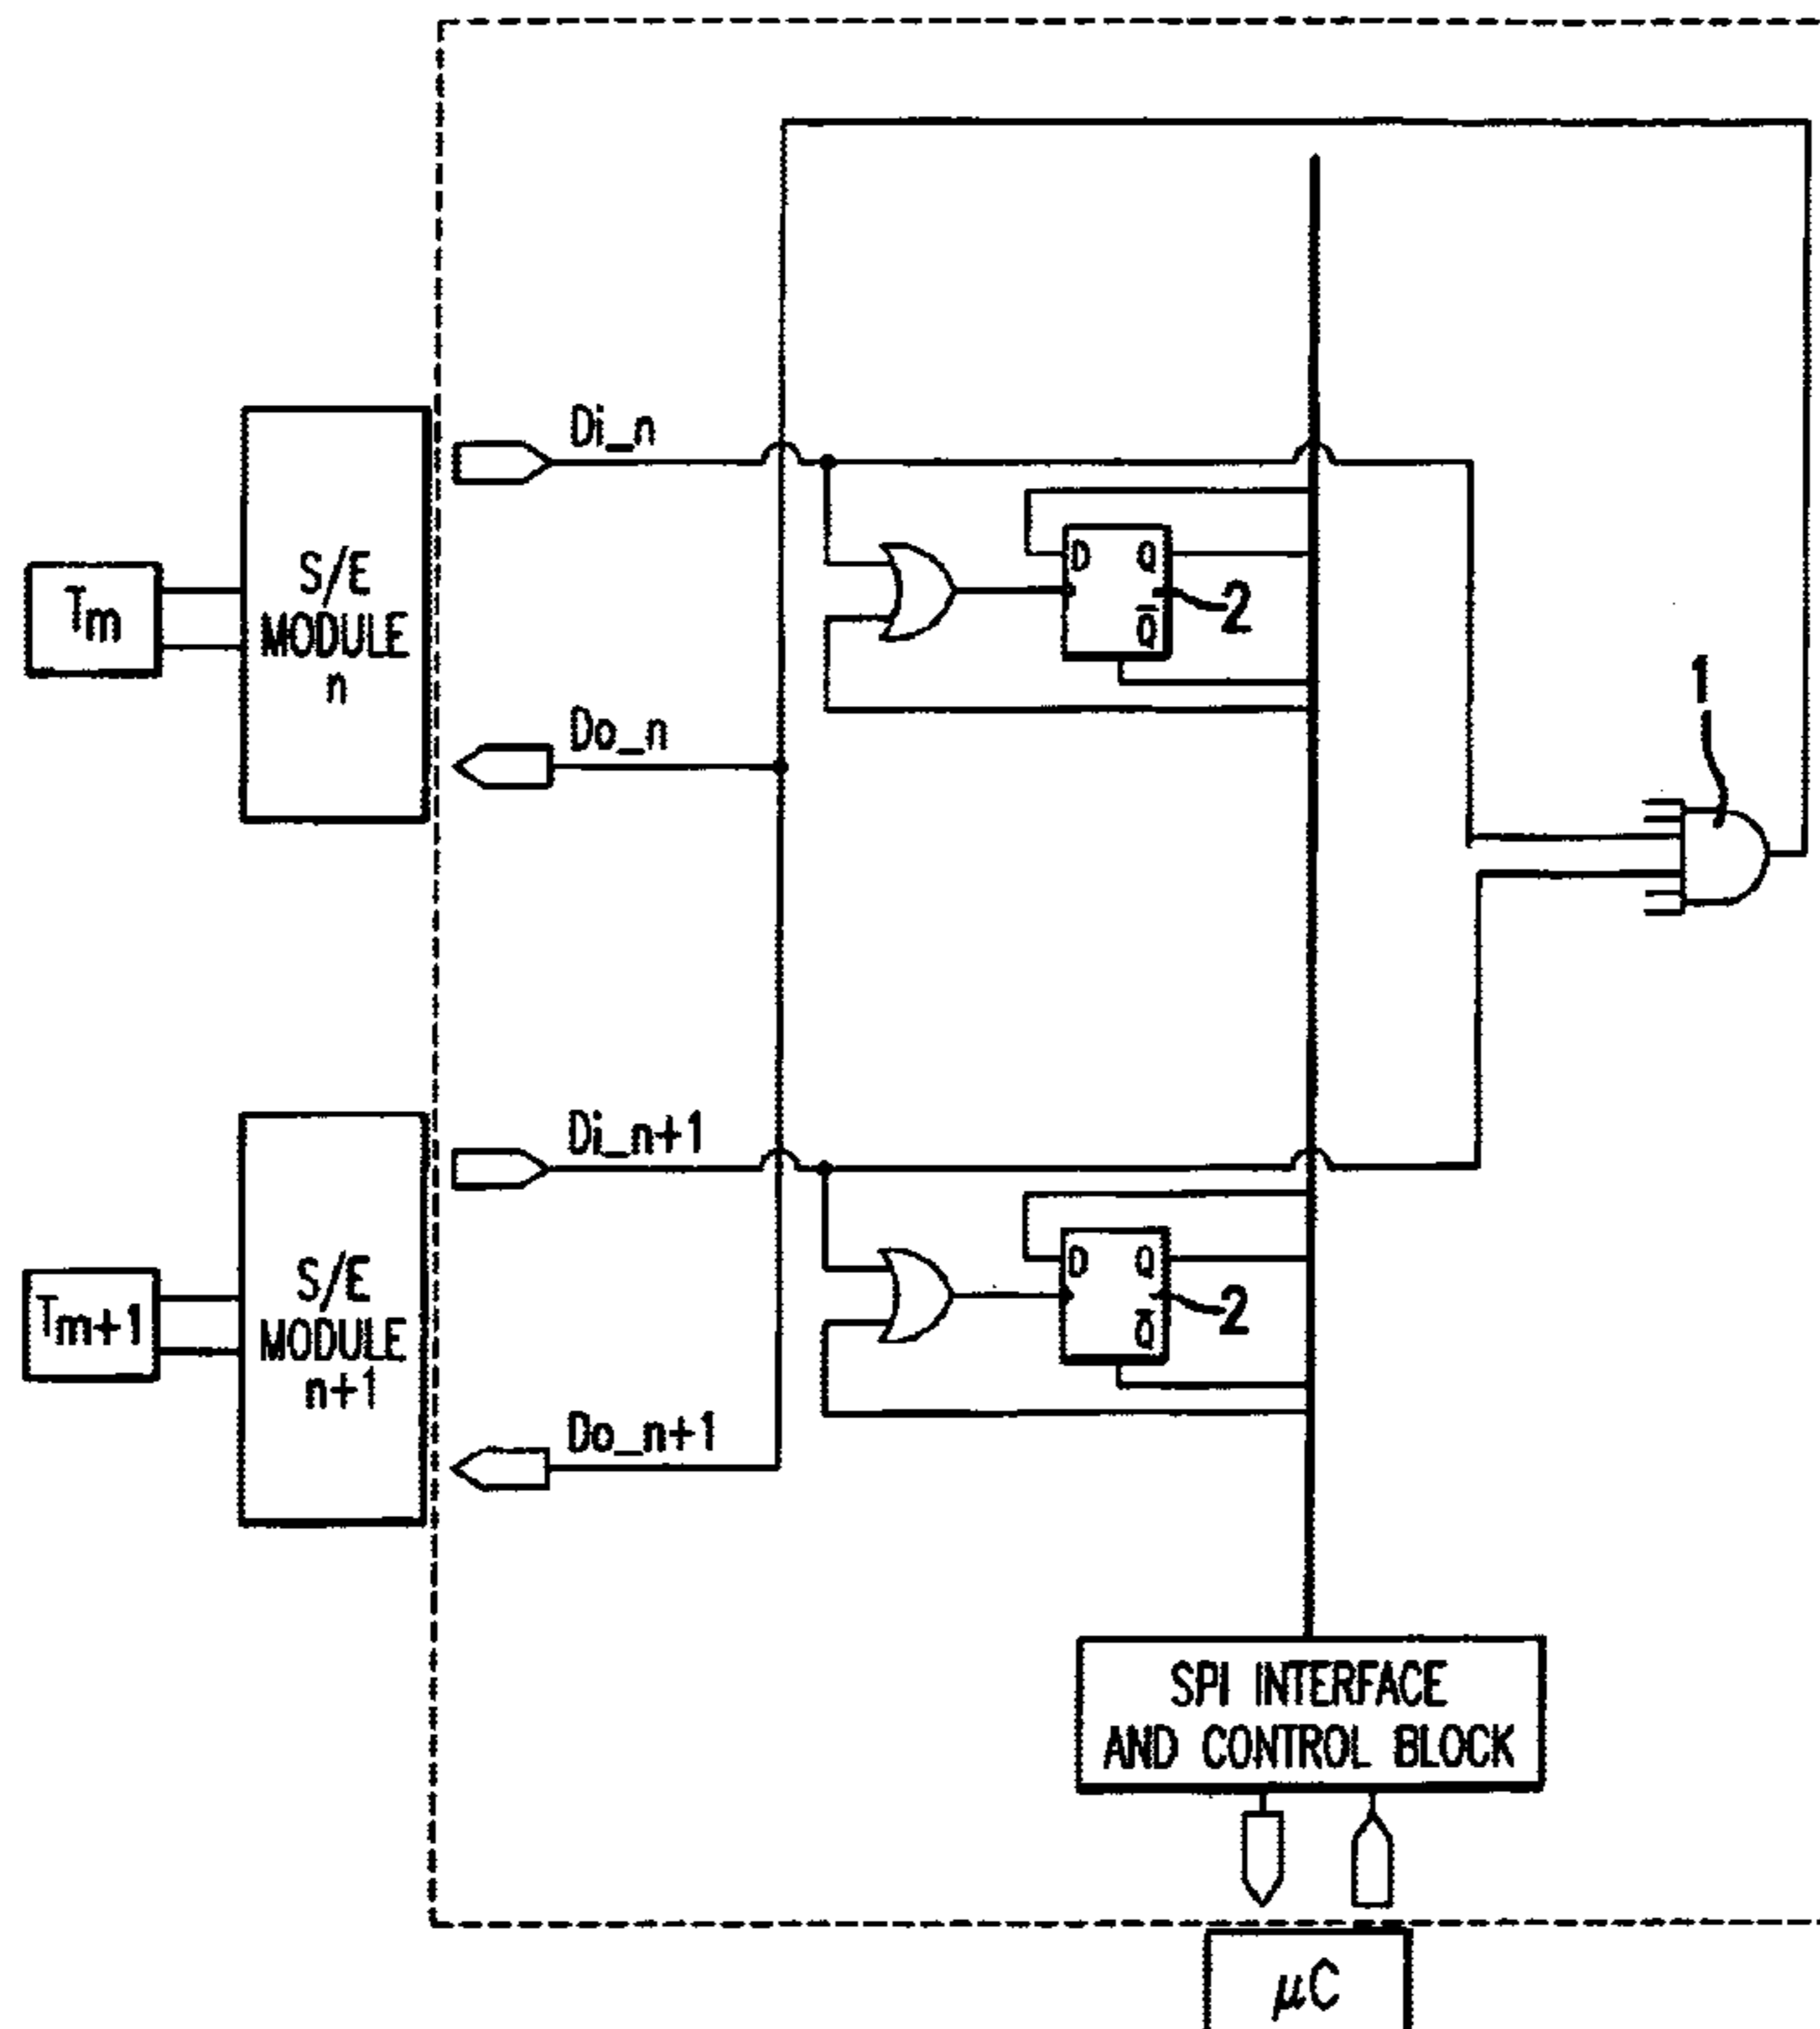 Di_n
D Q
Q̅
2
S/E
MODULE
n
Tm
1
Do_n
Di_n+1
D Q
Q̅
2
S/E
MODULE
n+1
Tm+1
Do_n+1
SPI INTERFACE
AND CONTROL BLOCK
μC